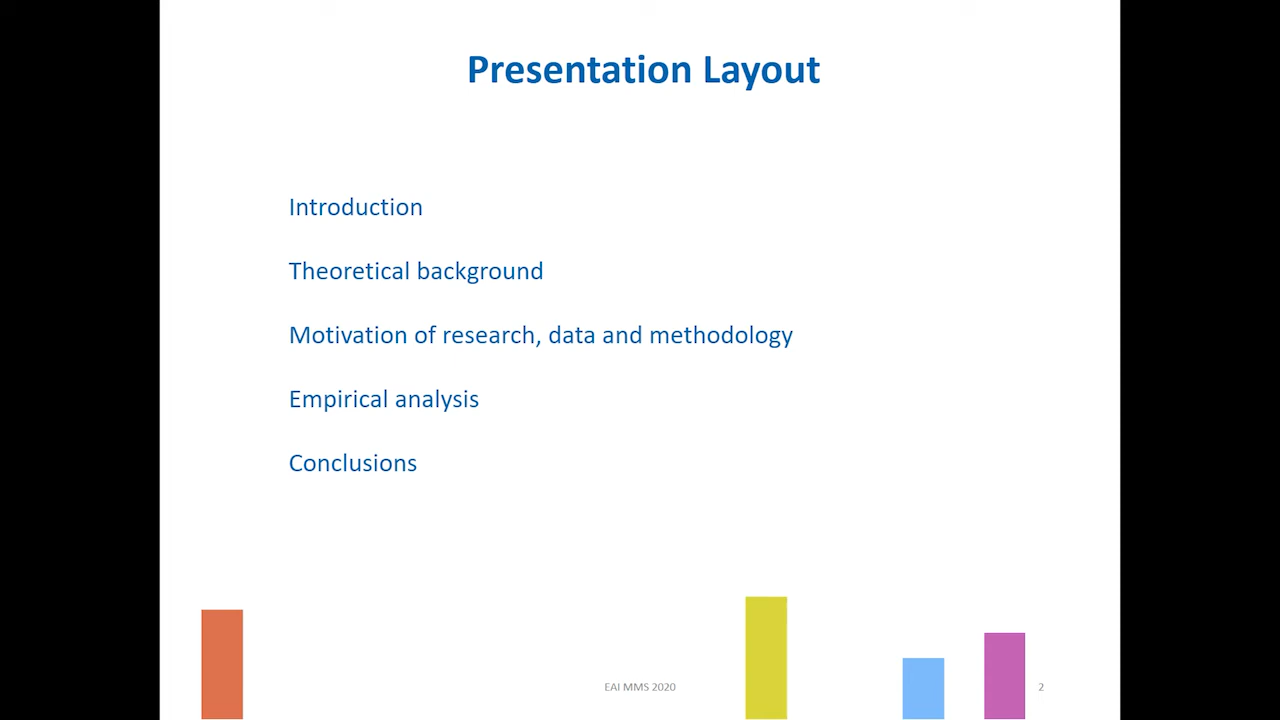 Presentation Layout
Introduction
Theoretical background
Motivation of research, data and methodology
Empirical analysis
Conclusions
EAI MMS 2020
2